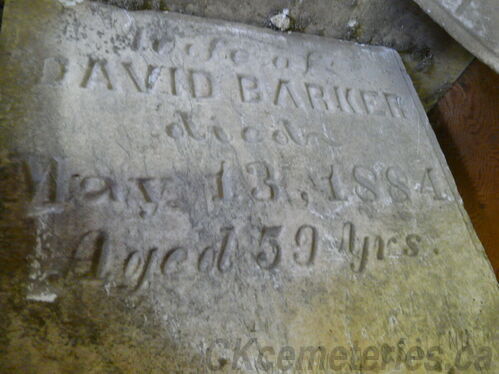 Wife of
DAVID BARKER
died
May. 13, 1884
Aged 59 Yrs.
CKcemeteries.ca